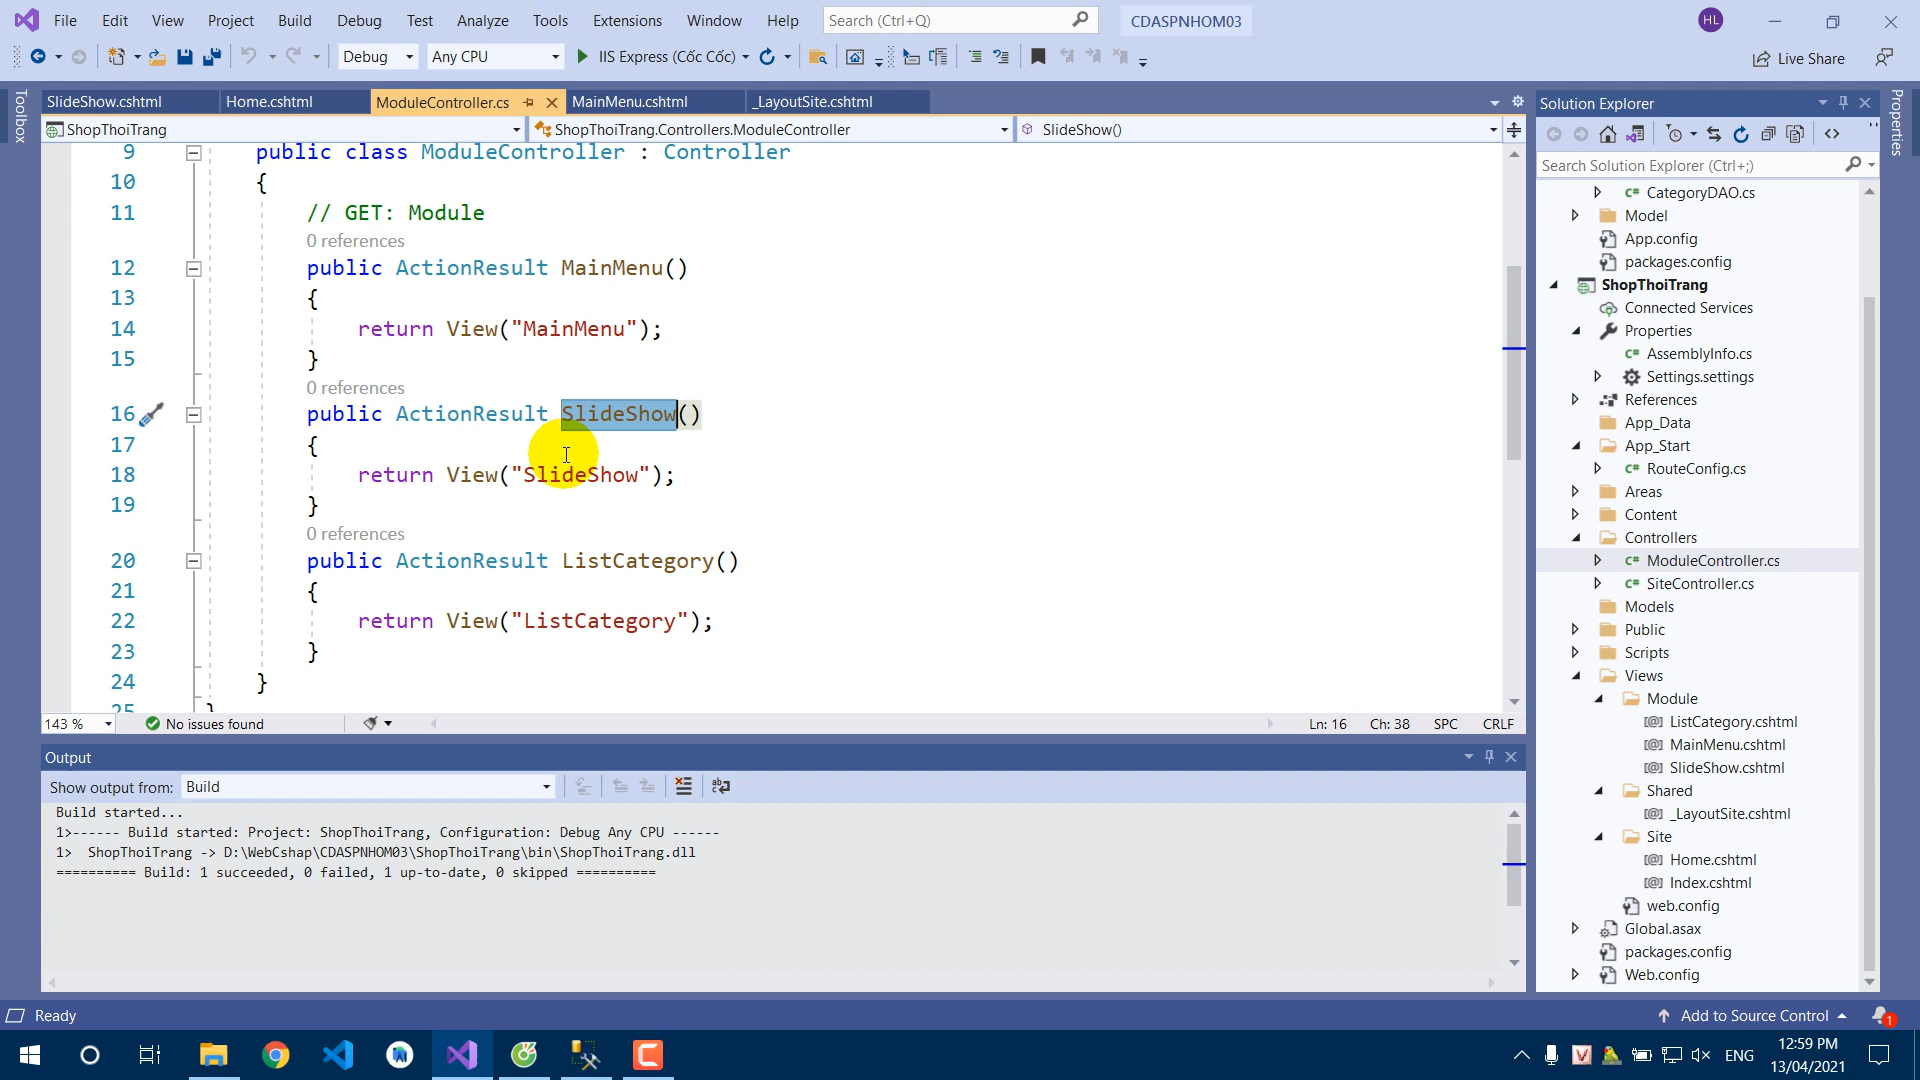 File Edit View Project Build Debug Test Analyze Tools Extensions Window Help Search (Ctrl+Q) CDASPNHOM03 HL
Debug Any CPU IIS Express (Cốc Cốc) Live Share
Toolbox
SlideShow.cshtml Home.cshtml ModuleController.cs MainMenu.cshtml _LayoutSite.cshtml
ShopThoiTrang ShopThoiTrang.Controllers.ModuleController SlideShow()
9 public class ModuleController : Controller
10 {
11 // GET: Module
0 references
12 public ActionResult MainMenu()
13 {
14 return View("MainMenu");
15 }
0 references
16 public ActionResult SlideShow()
17 {
18 return View("SlideShow");
19 }
0 references
20 public ActionResult ListCategory()
21 {
22 return View("ListCategory");
23 }
24 }
25 }
143 % No issues found Ln: 16 Ch: 38 SPC CRLF
Output
Show output from: Build
Build started...
1>------ Build started: Project: ShopThoiTrang, Configuration: Debug Any CPU ------
1> ShopThoiTrang -> D:\WebCshap\CDASPNHOM03\ShopThoiTrang\bin\ShopThoiTrang.dll
========== Build: 1 succeeded, 0 failed, 1 up-to-date, 0 skipped ==========
Solution Explorer
Search Solution Explorer (Ctrl+;)
C# CategoryDAO.cs
Model
App.config
packages.config
ShopThoiTrang
Connected Services
Properties
C# AssemblyInfo.cs
Settings.settings
References
App_Data
App_Start
C# RouteConfig.cs
Areas
Content
Controllers
C# ModuleController.cs
C# SiteController.cs
Models
Public
Scripts
Views
Module
[@] ListCategory.cshtml
[@] MainMenu.cshtml
[@] SlideShow.cshtml
Shared
[@] _LayoutSite.cshtml
Site
[@] Home.cshtml
[@] Index.cshtml
web.config
Global.asax
packages.config
Web.config
Properties
Ready Add to Source Control 1
ENG 12:59 PM
13/04/2021